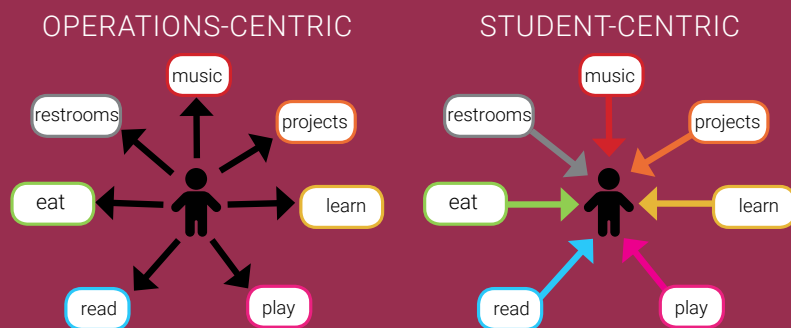 OPERATIONS-CENTRIC
music
restrooms
projects
eat
learn
read
play
STUDENT-CENTRIC
music
restrooms
projects
eat
learn
read
play